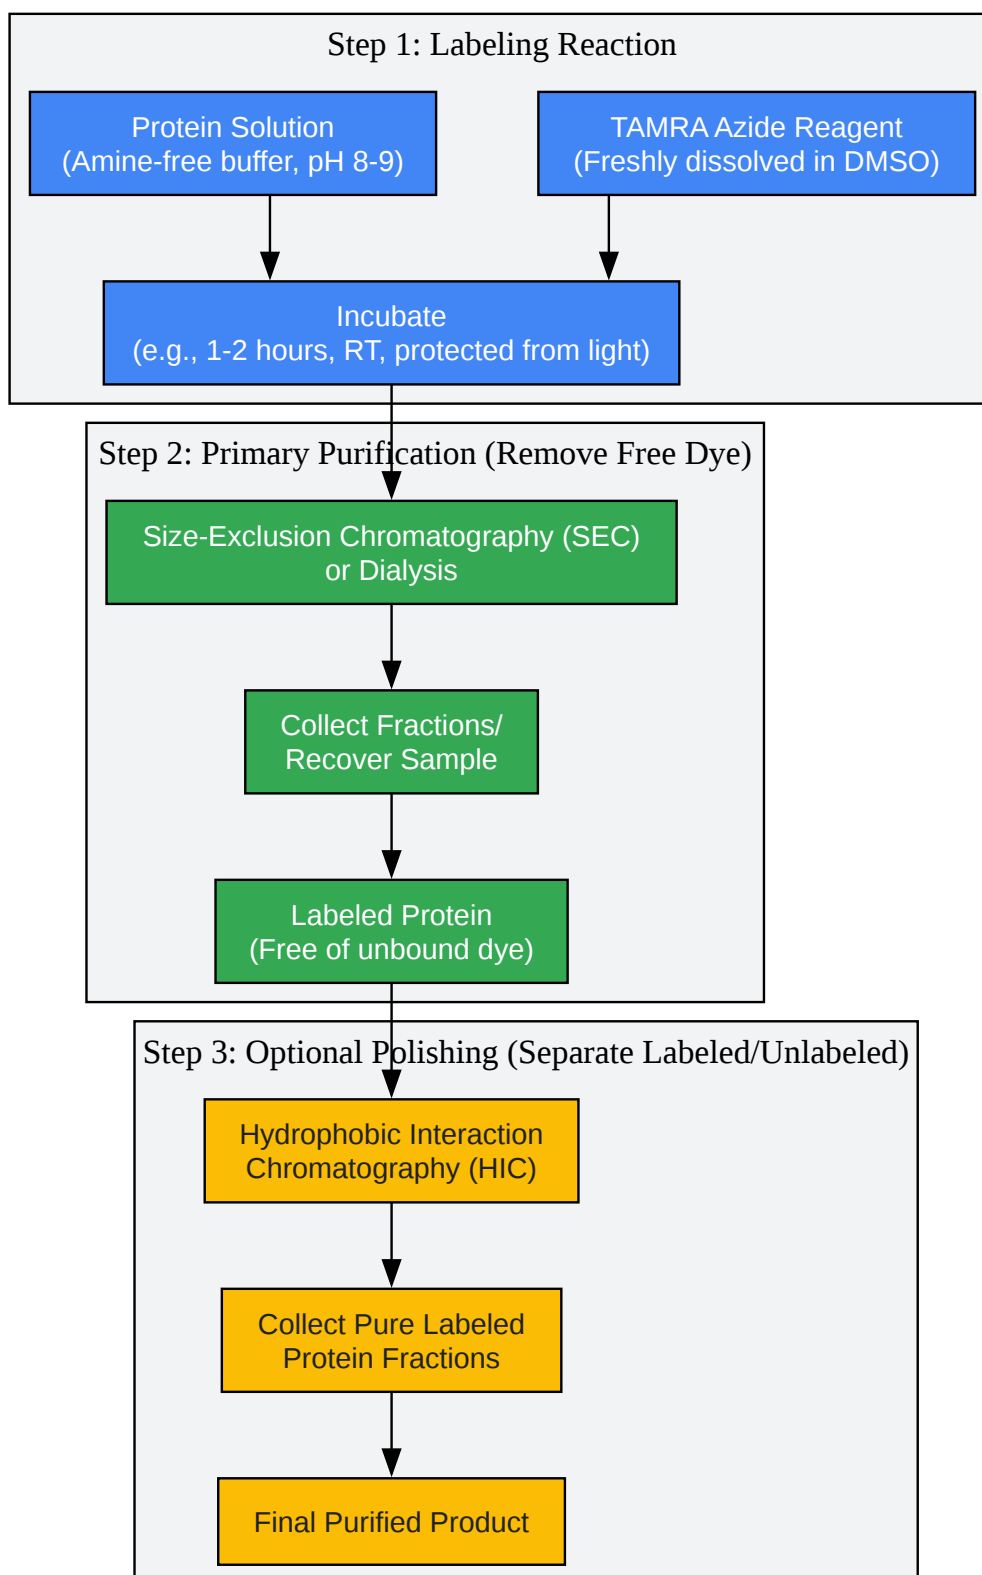 Step 1: Labeling Reaction
Protein Solution
(Amine-free buffer, pH 8-9)
TAMRA Azide Reagent
(Freshly dissolved in DMSO)
Incubate
(e.g., 1-2 hours, RT, protected from light)
Step 2: Primary Purification (Remove Free Dye)
Size-Exclusion Chromatography (SEC)
or Dialysis
Collect Fractions/
Recover Sample
Labeled Protein
(Free of unbound dye)
Step 3: Optional Polishing (Separate Labeled/Unlabeled)
Hydrophobic Interaction
Chromatography (HIC)
Collect Pure Labeled
Protein Fractions
Final Purified Product